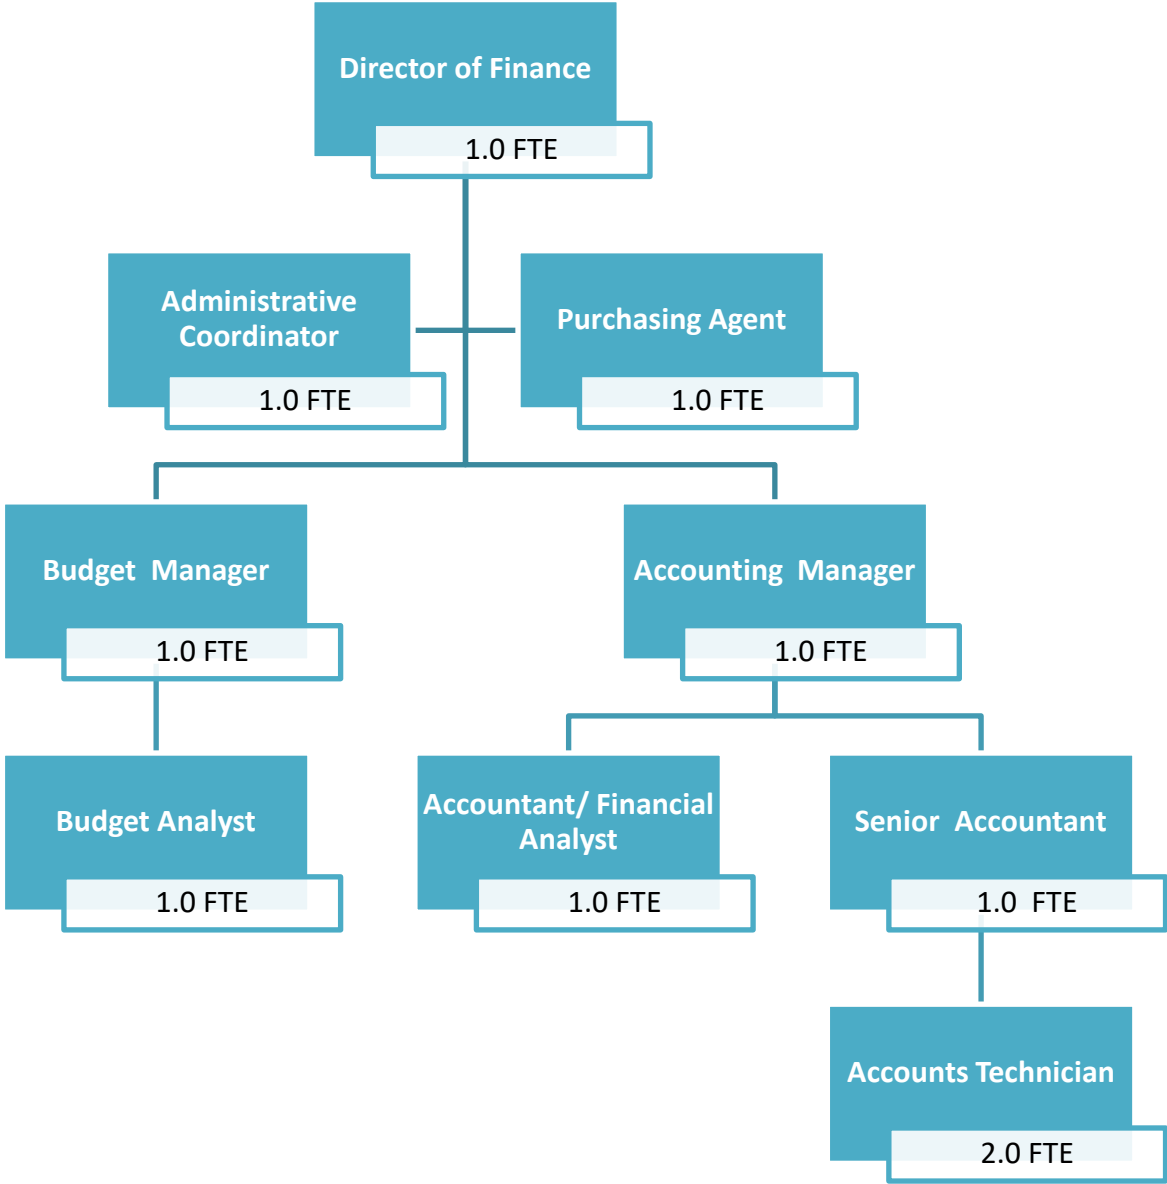 Director of Finance
1.0 FTE
Administrative
Coordinator
1.0 FTE
Purchasing Agent
1.0 FTE
Budget  Manager
1.0 FTE
Accounting  Manager
1.0 FTE
Budget Analyst
1.0 FTE
Accountant/ Financial
Analyst
1.0 FTE
Senior  Accountant
1.0  FTE
Accounts Technician
2.0 FTE